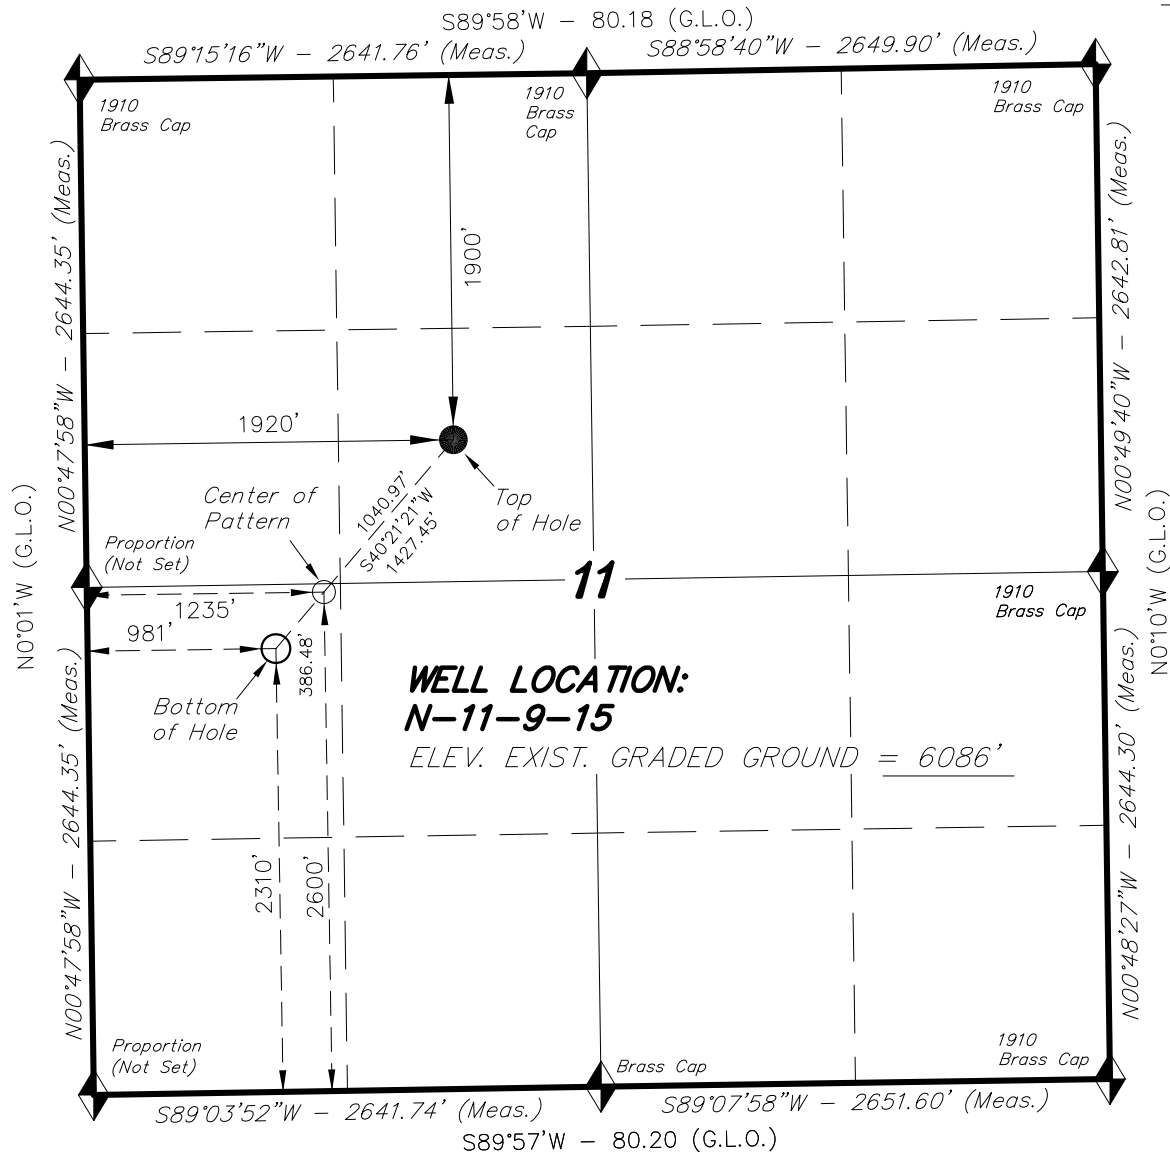 S89°58'W - 80.18 (G.L.O.)
S89°15'16"W - 2641.76' (Meas.)
S88°58'40"W - 2649.90' (Meas.)
1910
Brass Cap
1910
Brass
Cap
1910
Brass Cap
N00°47'58"W - 2644.35' (Meas.)
1900'
N00°49'40"W - 2642.81' (Meas.)
1920'
Center of
Pattern
1040.97'
S40°21'21"W
1427.45'
Top
of Hole
N0°01'W (G.L.O.)
N0°10'W (G.L.O.)
Proportion
(Not Set)
11
1910
Brass Cap
1235'
981'
386.48'
Bottom
of Hole
WELL LOCATION:
N-11-9-15
ELEV. EXIST. GRADED GROUND = 6086'
N00°47'58"W - 2644.35' (Meas.)
2310'
2600'
N00°48'27"W - 2644.30' (Meas.)
Proportion
(Not Set)
Brass Cap
1910
Brass Cap
S89°03'52"W - 2641.74' (Meas.)
S89°07'58"W - 2651.60' (Meas.)
S89°57'W - 80.20 (G.L.O.)